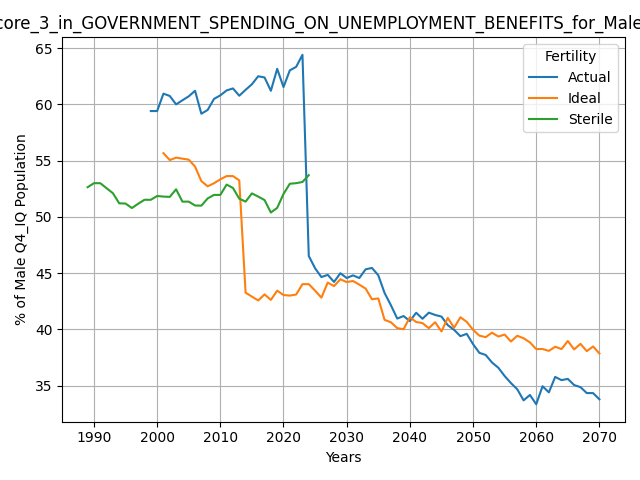 core_3_in_GOVERNMENT_SPENDING_ON_UNEMPLOYMENT_BENEFITS_for_Male
65
60
55
50
45
40
35
% of Male Q4_IQ Population
Fertility
Actual
Ideal
Sterile
1990 2000 2010 2020 2030 2040 2050 2060 2070
Years